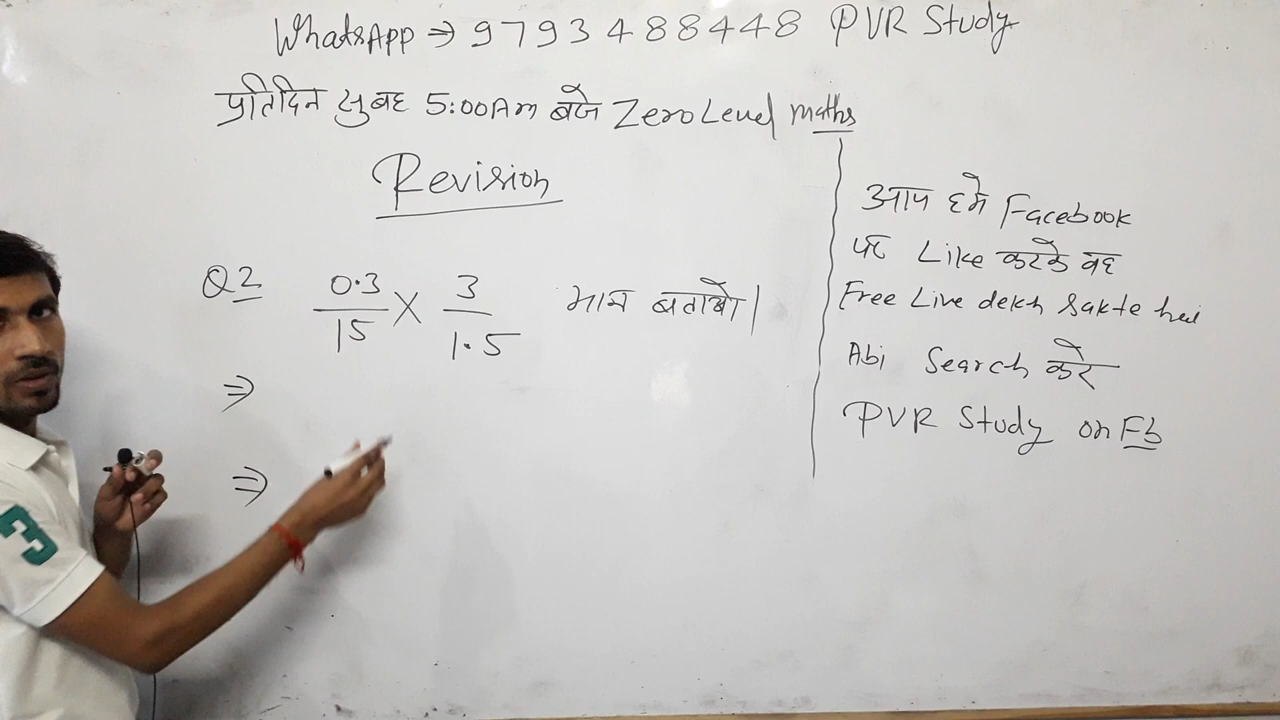 WhatsApp ⇒ 9793488448 PVR Study
प्रतिदिन सुबह 5:00Am बजे Zero Level maths
Revision
Q2 0.3/15 × 3/1.5 मान बताओ।
⇒
⇒
आप हमे Facebook
पर Like करके यह
Free Live dekh sakte hai
Abi Search करे
PVR Study on Fb
3